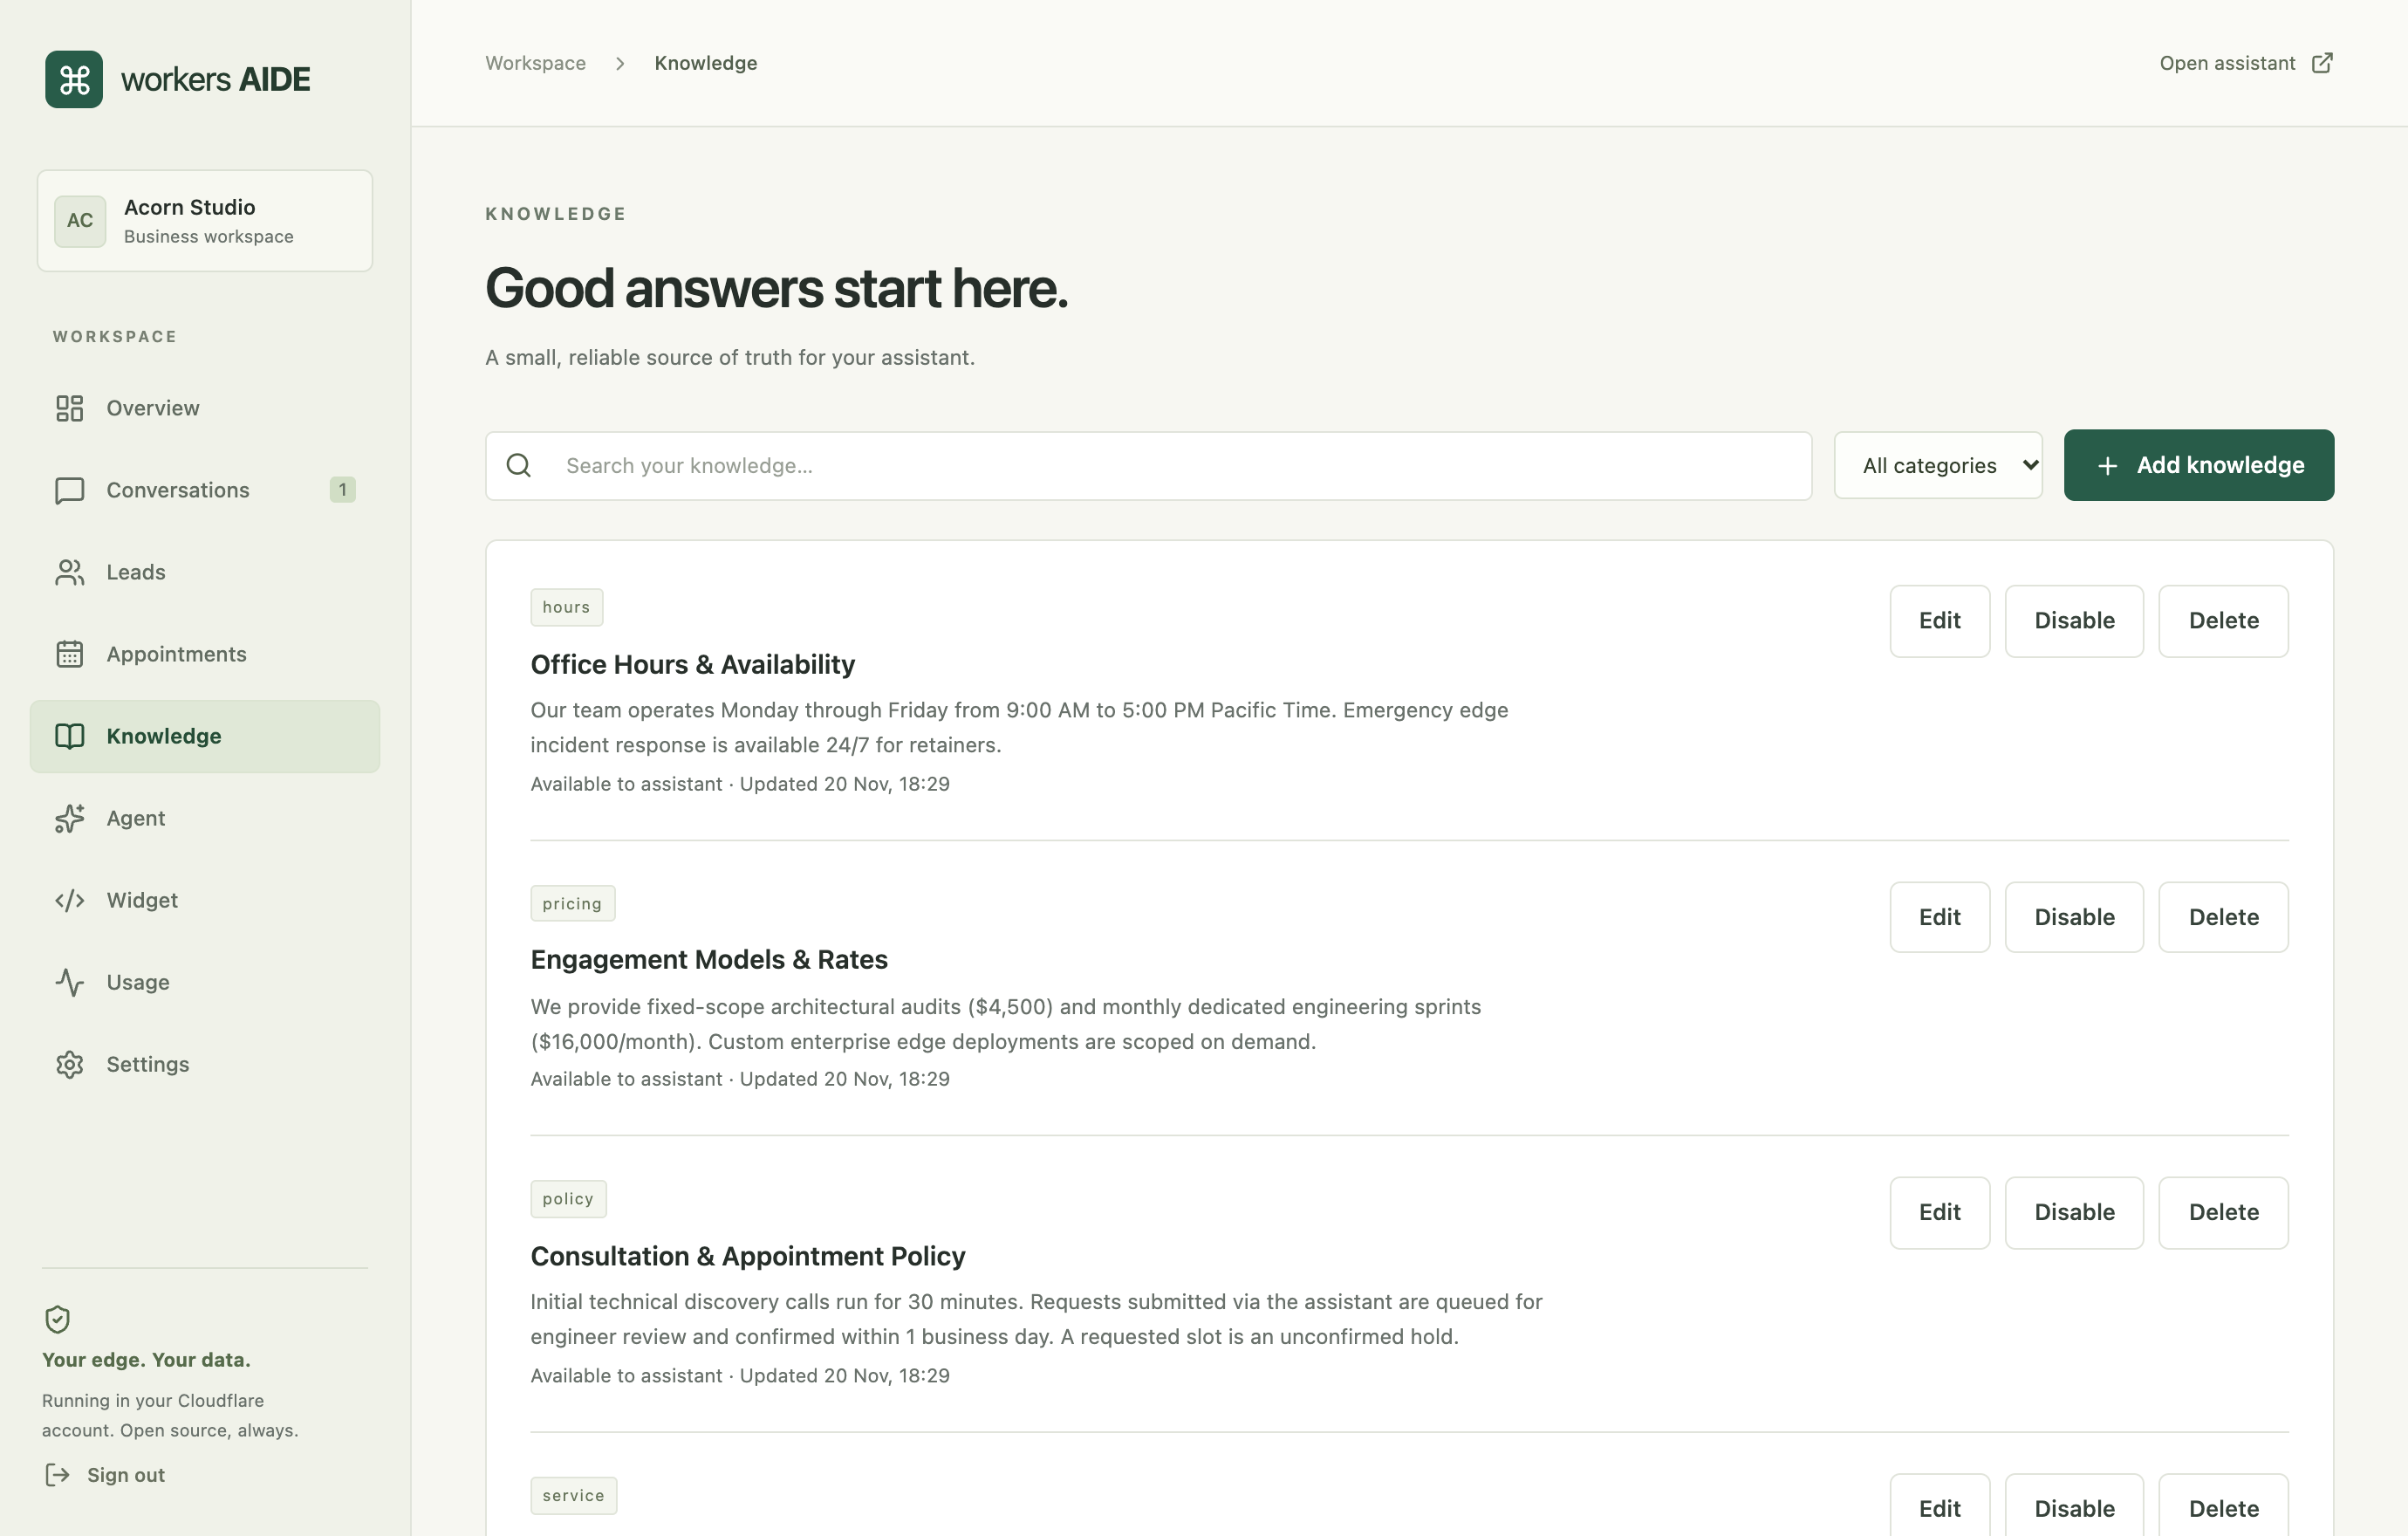 workers AIDE
AC
Acorn Studio
Business workspace
WORKSPACE
Overview
Conversations 1
Leads
Appointments
Knowledge
Agent
Widget
Usage
Settings
Your edge. Your data.
Running in your Cloudflare
account. Open source, always.
Sign out
Workspace Knowledge
Open assistant
KNOWLEDGE
Good answers start here.
A small, reliable source of truth for your assistant.
Search your knowledge...
All categories
Add knowledge
hours
Edit Disable Delete
Office Hours & Availability
Our team operates Monday through Friday from 9:00 AM to 5:00 PM Pacific Time. Emergency edge
incident response is available 24/7 for retainers.
Available to assistant · Updated 20 Nov, 18:29
pricing
Edit Disable Delete
Engagement Models & Rates
We provide fixed-scope architectural audits ($4,500) and monthly dedicated engineering sprints
($16,000/month). Custom enterprise edge deployments are scoped on demand.
Available to assistant · Updated 20 Nov, 18:29
policy
Edit Disable Delete
Consultation & Appointment Policy
Initial technical discovery calls run for 30 minutes. Requests submitted via the assistant are queued for
engineer review and confirmed within 1 business day. A requested slot is an unconfirmed hold.
Available to assistant · Updated 20 Nov, 18:29
service
Edit Disable Delete